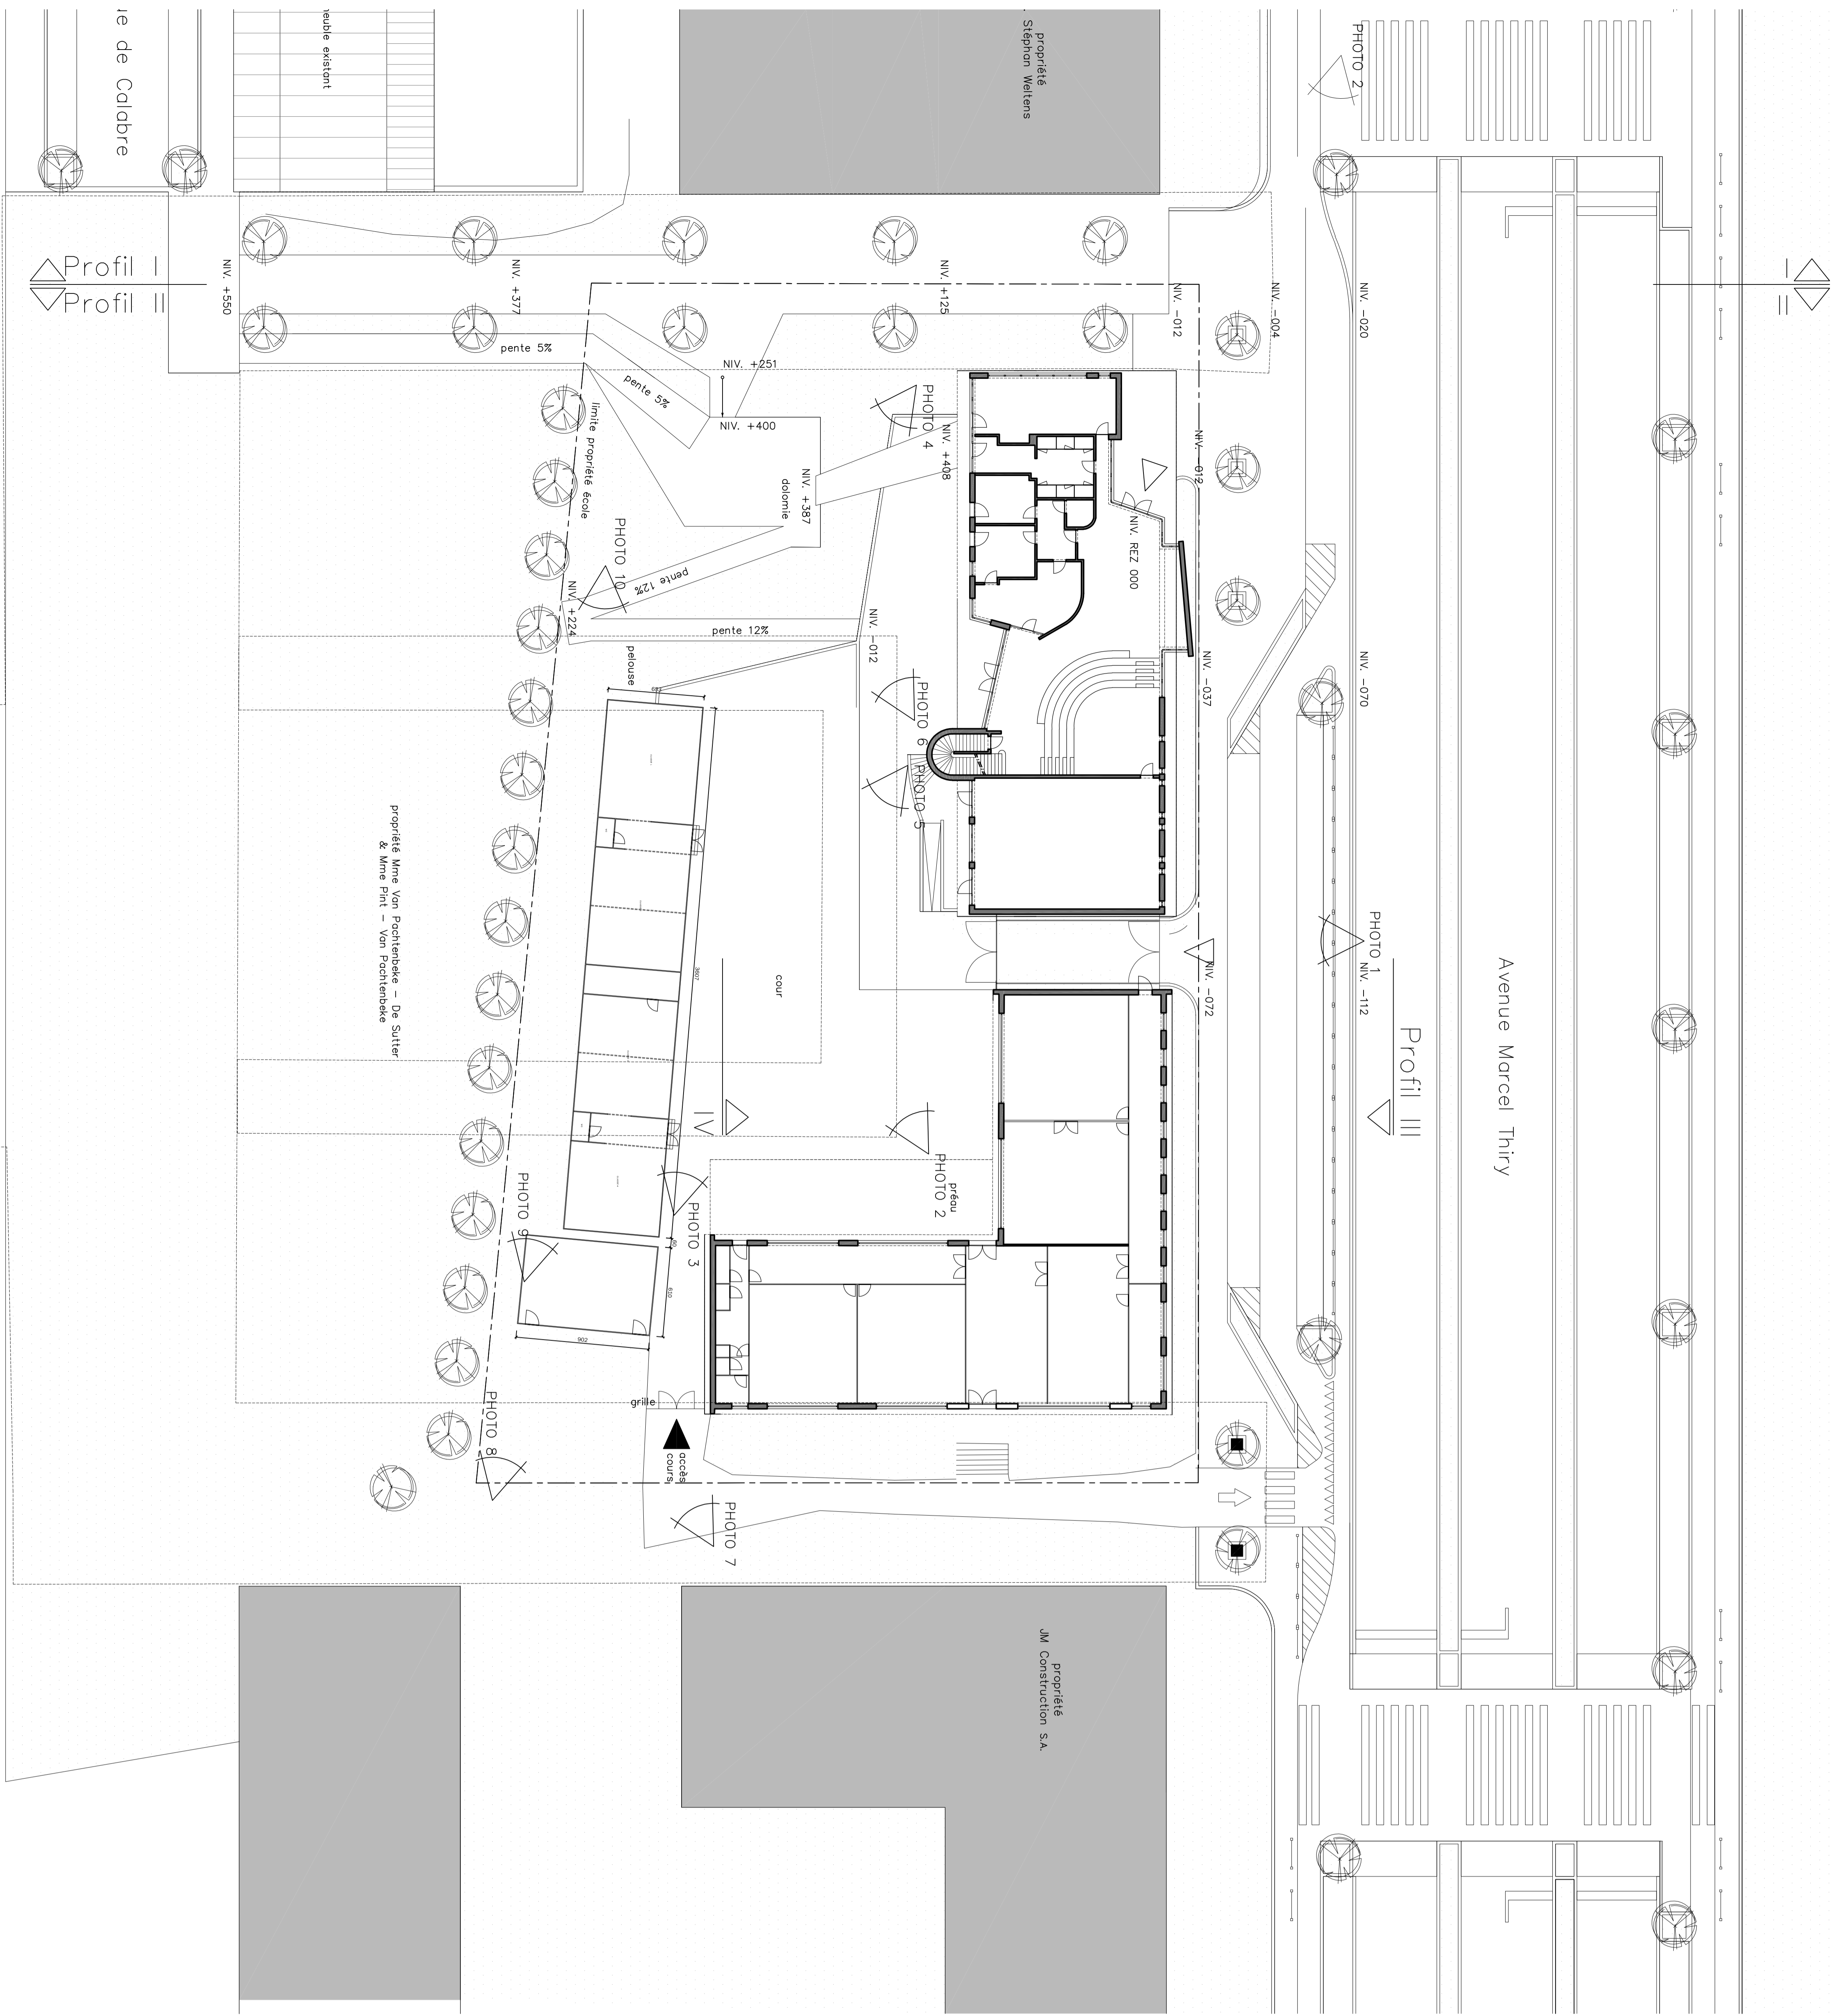 ue de Calabre
euble existant
propriété
Stéphan Weltens
PHOTO 2
Profil I
Profil II
I
II
NIV. +550
NIV. +377
NIV. +125
NIV. -012
NIV. -004
NIV. -020
pente 5%
pente 5%
NIV. +251
NIV. +400
limite propriété école
dolomie
NIV. +387
PHOTO 4
NIV. +408
NIV. -012
NIV. REZ 000
PHOTO 10
pente 12%
NIV. +224
pente 12%
NIV. -012
pelouse
PHOTO 6
PHOTO 5
NIV. -037
NIV. -070
propriété Mme Van Pachtenbeke - De Sutter
& Mme Pint - Van Pachtenbeke
3607
cour
NIV. -072
PHOTO 1
NIV. -112
Profil III
Avenue Marcel Thiry
IV
PHOTO 2
préau
PHOTO 3
PHOTO 9
610
902
PHOTO 8
grille
accès
cours
PHOTO 7
propriété
JM Construction S.A.